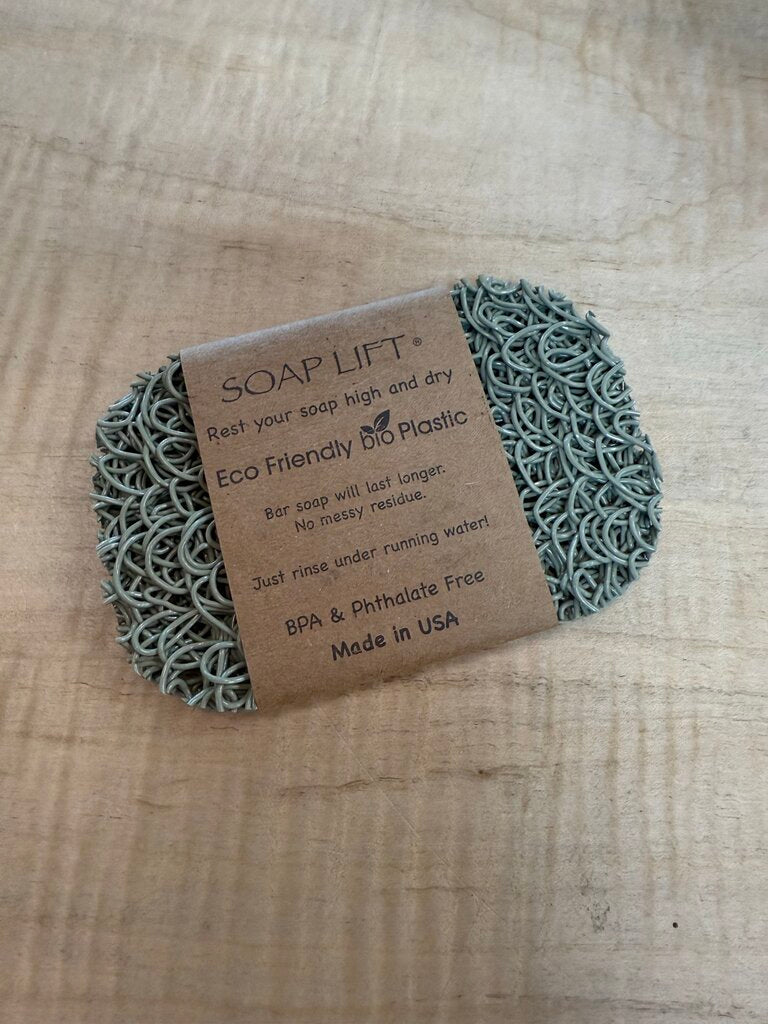 SOAP LIFT®
Rest your soap high and dry
Eco Friendly bio Plastic
Bar soap will last longer.
No messy residue.
Just rinse under running water!
BPA & Phthalate Free
Made in USA